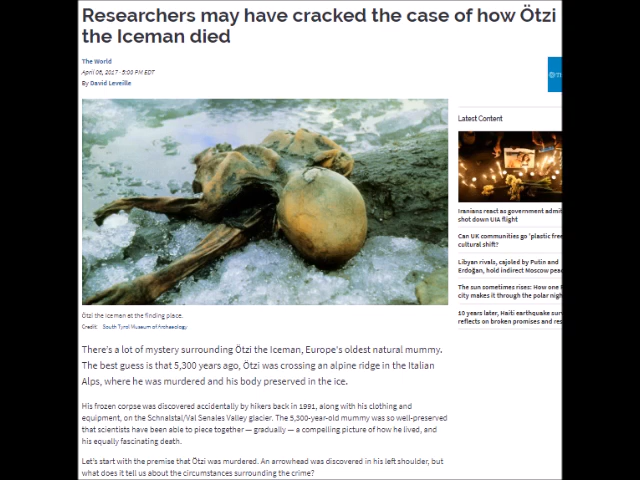 Researchers may have cracked the case of how Ötzi
the Iceman died
The World
April 06, 2017 · 5:00 PM EDT
By David Leveille
Latest Content
Iranians react as government admit
shot down UIA flight
Can UK communities go 'plastic free
cultural shift?
Libyan rivals, cajoled by Putin and
Erdoğan, hold indirect Moscow pea
The sun sometimes rises: How one
city makes it through the polar nigh
10 years later, Haiti earthquake surv
reflects on broken promises and res
Ötzi the Iceman at the finding place.
Credit: South Tyrol Museum of Archaeology
There's a lot of mystery surrounding Ötzi the Iceman, Europe's oldest natural mummy.
The best guess is that 5,300 years ago, Ötzi was crossing an alpine ridge in the Italian
Alps, where he was murdered and his body preserved in the ice.
His frozen corpse was discovered accidentally by hikers back in 1991, along with his clothing and
equipment, on the Schnalstal/Val Senales Valley glacier. The 5,300-year-old mummy was so well-preserved
that scientists have been able to piece together — gradually — a compelling picture of how he lived, and
his equally fascinating death.
Let's start with the premise that Ötzi was murdered. An arrowhead was discovered in his left shoulder, but
what does it tell us about the circumstances surrounding the crime?